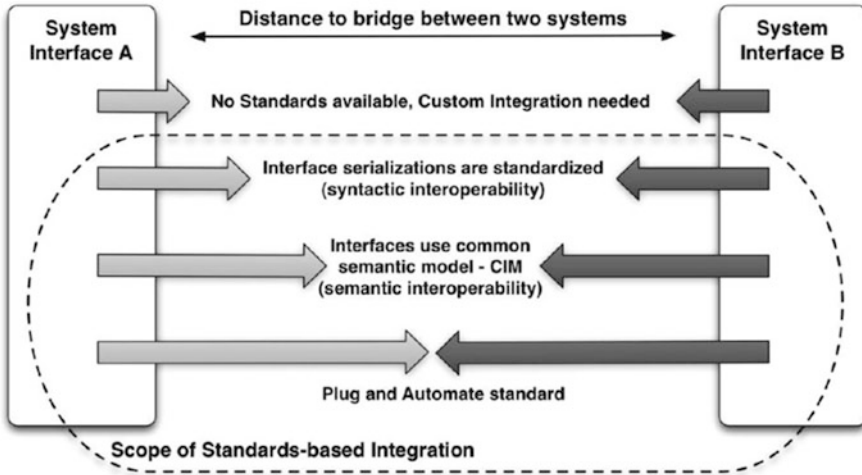 System
Interface A
Distance to bridge between two systems
System
Interface B
No Standards available, Custom Integration needed
Interface serializations are standardized
(syntactic interoperability)
Interfaces use common
semantic model - CIM
(semantic interoperability)
Plug and Automate standard
Scope of Standards-based Integration